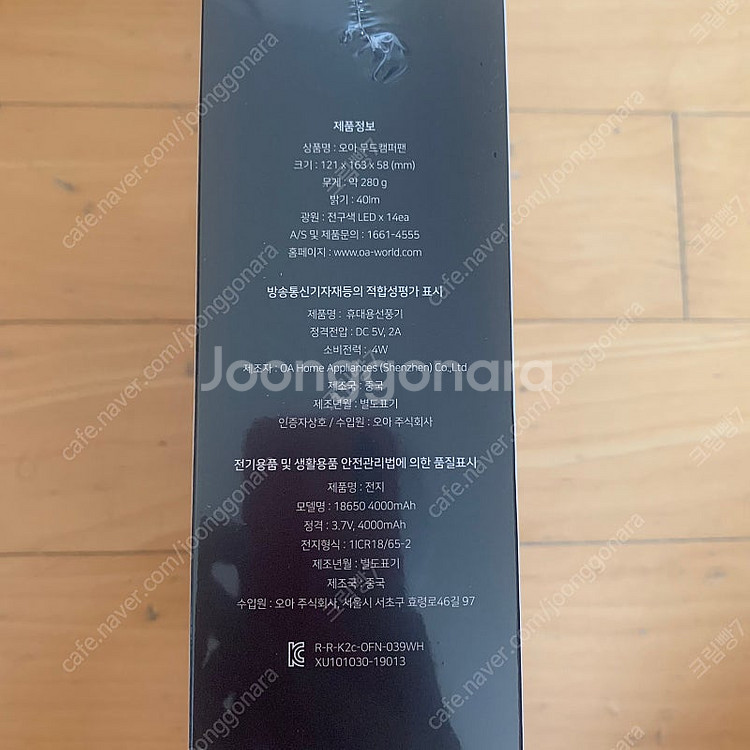 제품정보
상품명 : 오아 무드캠퍼팬
크기 : 121 x 163 x 58 (mm)
무게 : 약 280 g
밝기 : 40lm
광원 : 전구색 LED x 14ea
A/S 및 제품문의 : 1661-4555
홈페이지 : www.oa-world.com
방송통신기자재등의 적합성평가 표시
제품명 : 휴대용선풍기
정격전압 : DC 5V, 2A
소비전력 : 4W
제조자 : OA Home Appliances (Shenzhen) Co.,Ltd
Joonggonara
제조국 : 중국
제조년월 : 별도표기
인증자상호 / 수입원 : 오아 주식회사
전기용품 및 생활용품 안전관리법에 의한 품질표시
제품명 : 전지
모델명 : 18650 4000mAh
정격 : 3.7V, 4000mAh
전지형식 : 1ICR18/65-2
제조년월 : 별도표기
제조국 : 중국
수입원 : 오아 주식회사, 서울시 서초구 효령로46길 97
R-R-K2c-OFN-039WH
XU101030-19013
cafe.naver.com/joonggonara
크림빵7